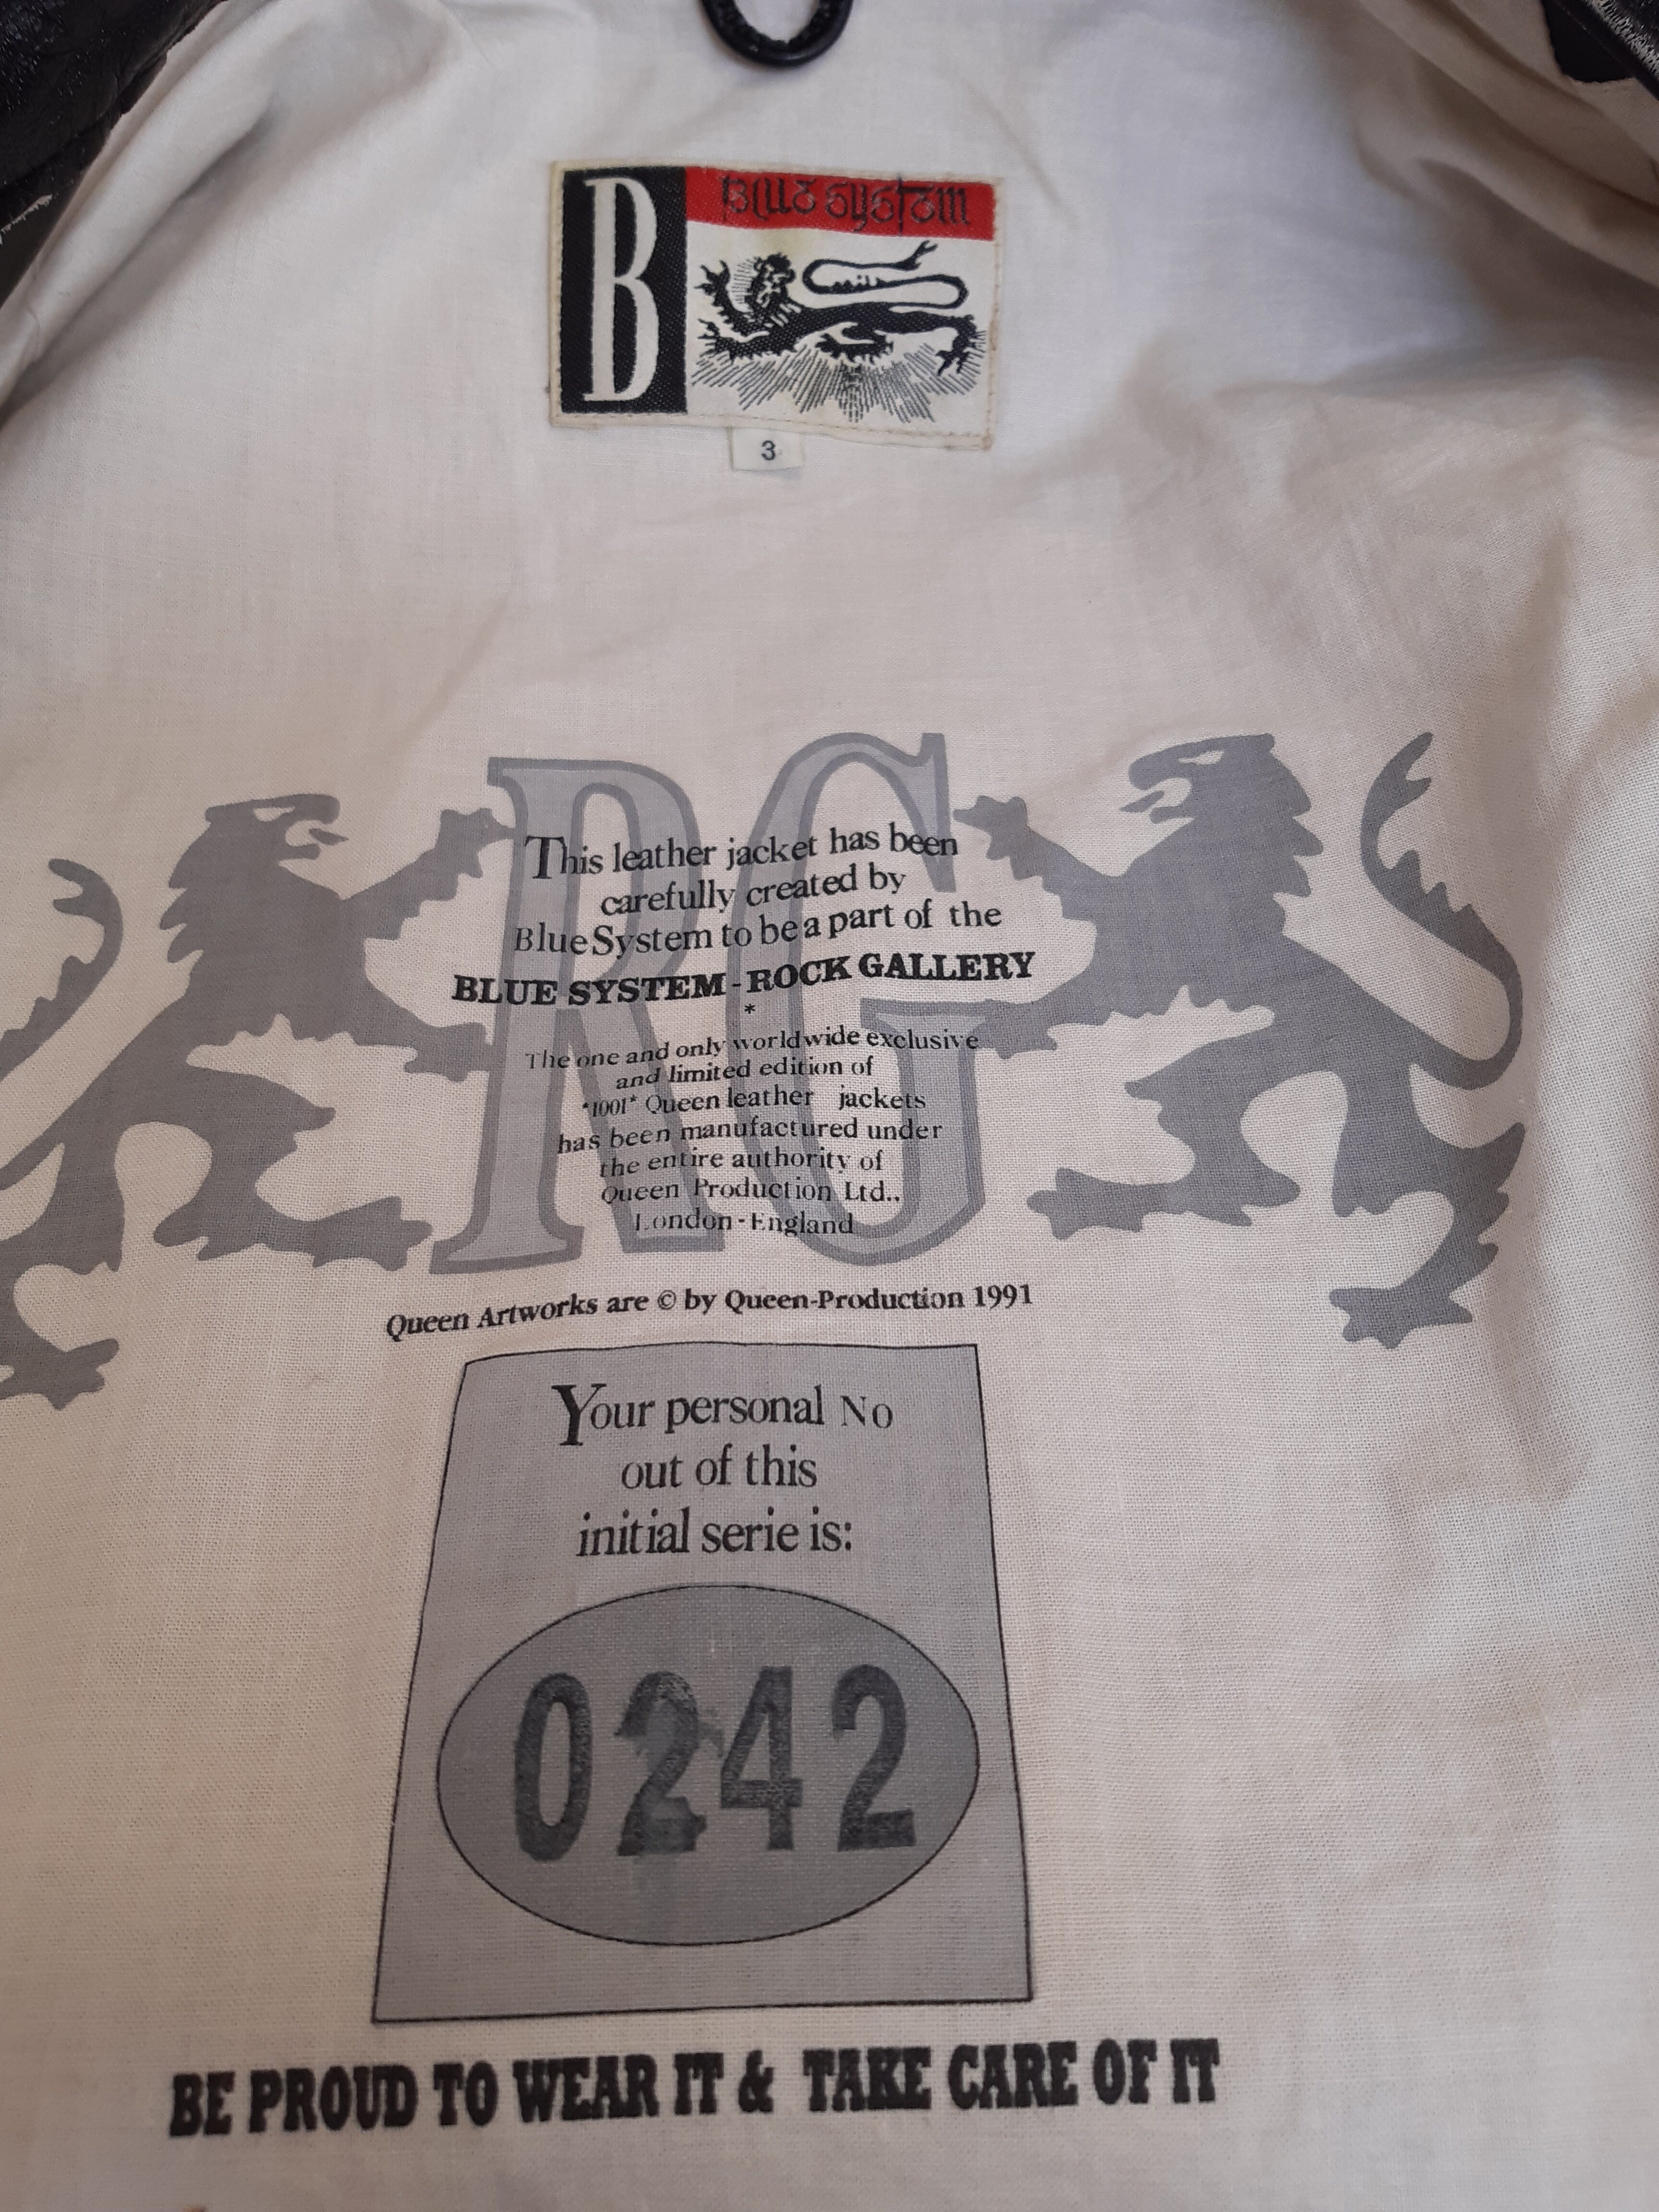 B
Blue System
3
RG
This leather jacket has been
carefully created by
BlueSystem to be a part of the
BLUE SYSTEM-ROCK GALLERY
*
The one and only worldwide exclusive
and limited edition of
*1001* Queen leather jackets
has been manufactured under
the entire authority of
Queen Production Ltd.,
London-England
Queen Artworks are © by Queen-Production 1991
Your personal No
out of this
initial serie is:
0242
BE PROUD TO WEAR IT & TAKE CARE OF IT